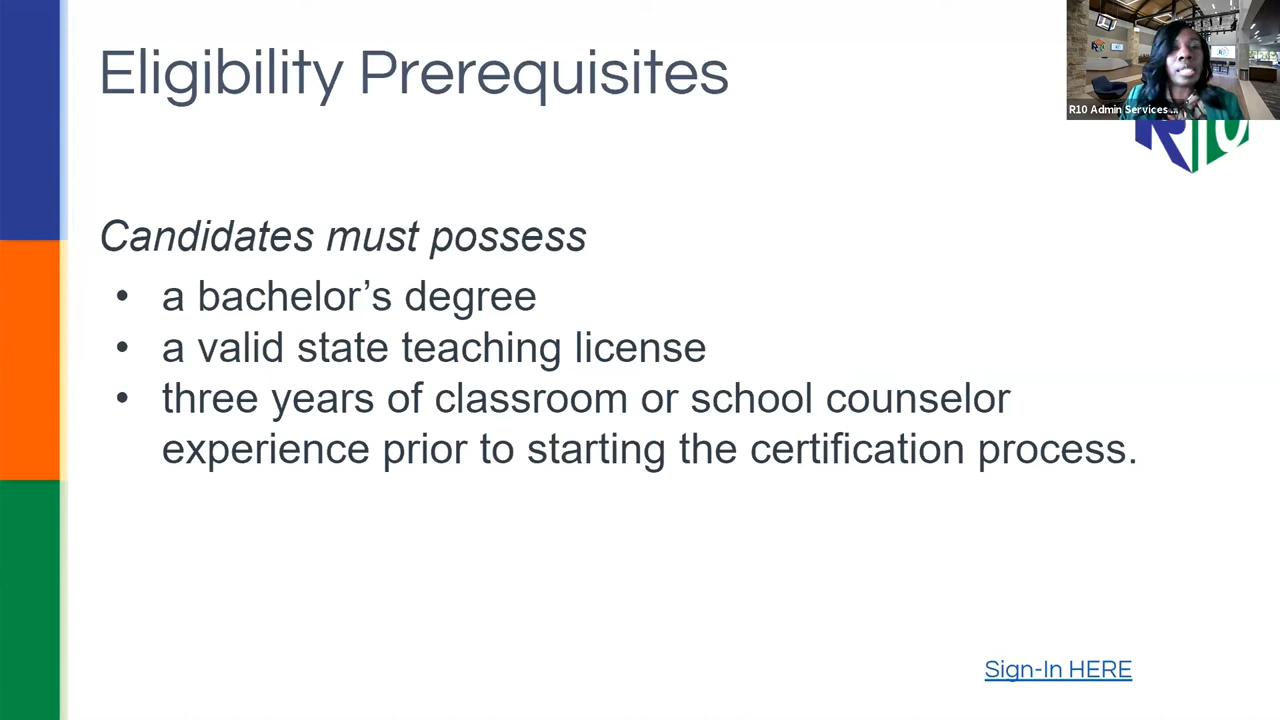 Eligibility Prerequisites
R10 Admin Services...
R10
Candidates must possess
• a bachelor’s degree
• a valid state teaching license
• three years of classroom or school counselor
experience prior to starting the certification process.
Sign-In HERE